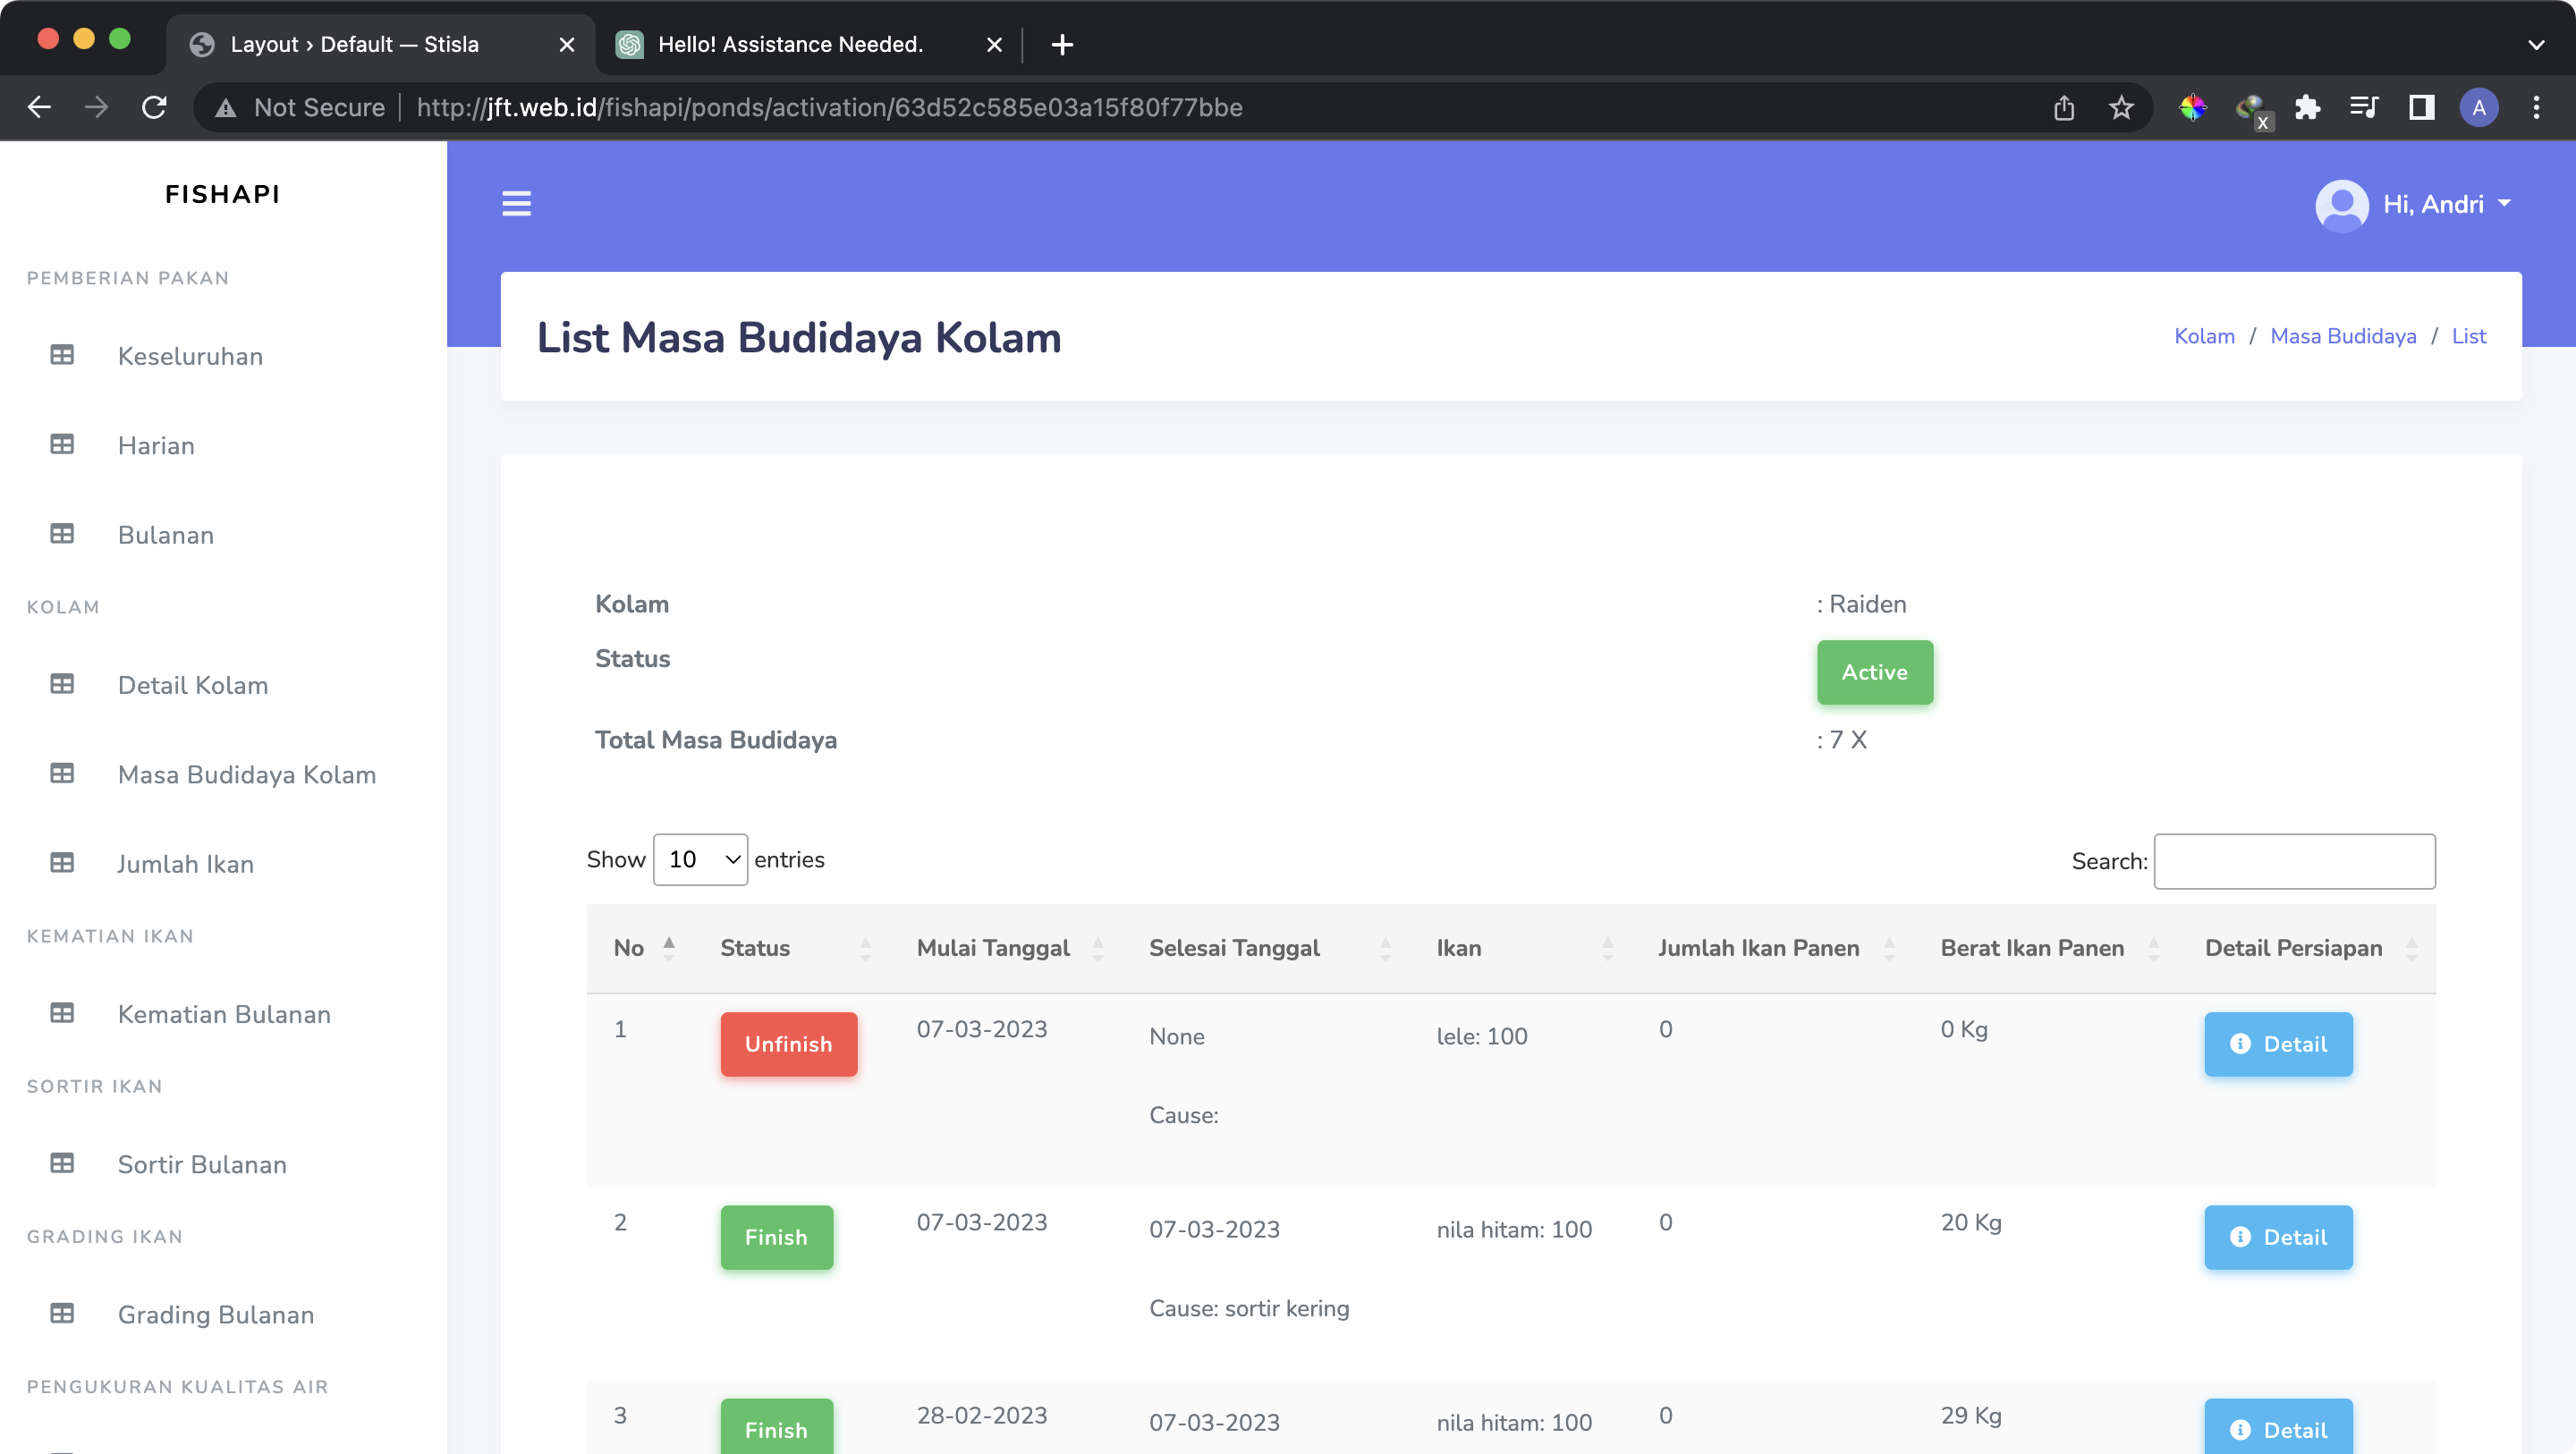 Layout › Default — Stisla
Hello! Assistance Needed.
Not Secure http://jft.web.id/fishapi/ponds/activation/63d52c585e03a15f80f77bbe
X
A
FISHAPI
Hi, Andri
PEMBERIAN PAKAN
Keseluruhan
Harian
Bulanan
KOLAM
Detail Kolam
Masa Budidaya Kolam
Jumlah Ikan
KEMATIAN IKAN
Kematian Bulanan
SORTIR IKAN
Sortir Bulanan
GRADING IKAN
Grading Bulanan
PENGUKURAN KUALITAS AIR
List Masa Budidaya Kolam
Kolam / Masa Budidaya / List
Kolam : Raiden
Status Active
Total Masa Budidaya : 7 X
Show 10 entries
Search:
No Status Mulai Tanggal Selesai Tanggal Ikan Jumlah Ikan Panen Berat Ikan Panen Detail Persiapan
1 Unfinish 07-03-2023 None lele: 100 0 0 Kg Detail
Cause:
2 Finish 07-03-2023 07-03-2023 nila hitam: 100 0 20 Kg Detail
Cause: sortir kering
3 Finish 28-02-2023 07-03-2023 nila hitam: 100 0 29 Kg Detail